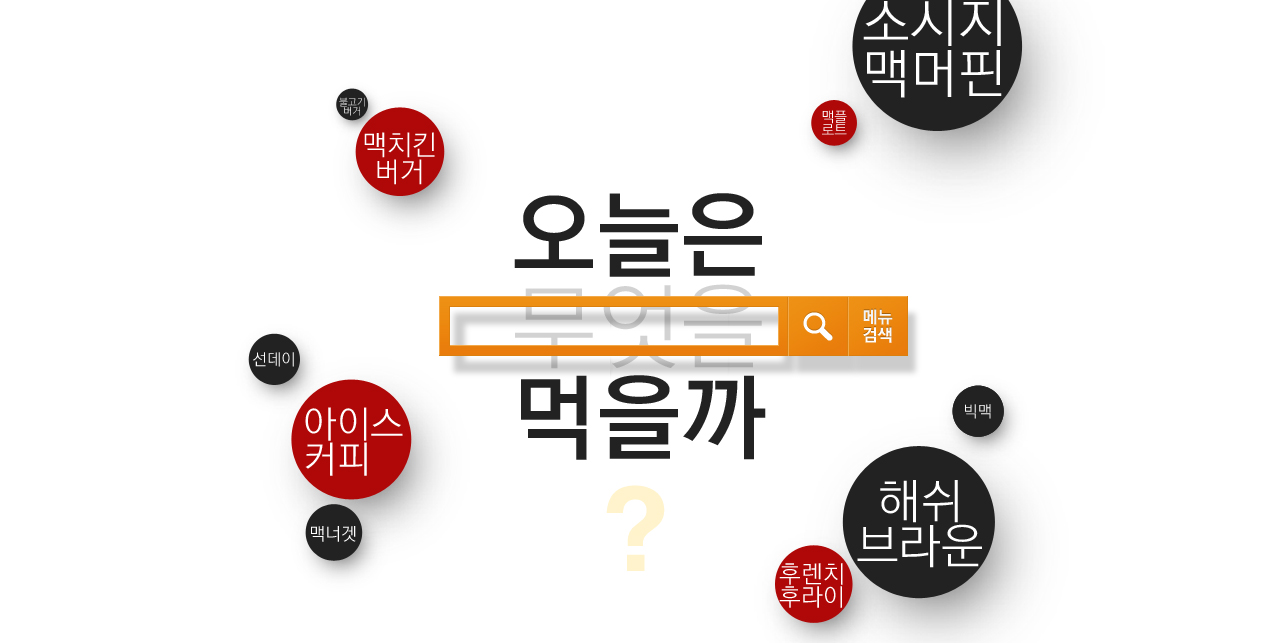 소시지
맥머핀
불고기
버거
맥치킨
버거
맥플
로트
오늘은
무엇을
메뉴
검색
먹을까
?
선데이
아이스
커피
맥너겟
빅맥
해쉬
브라운
후렌치
후라이